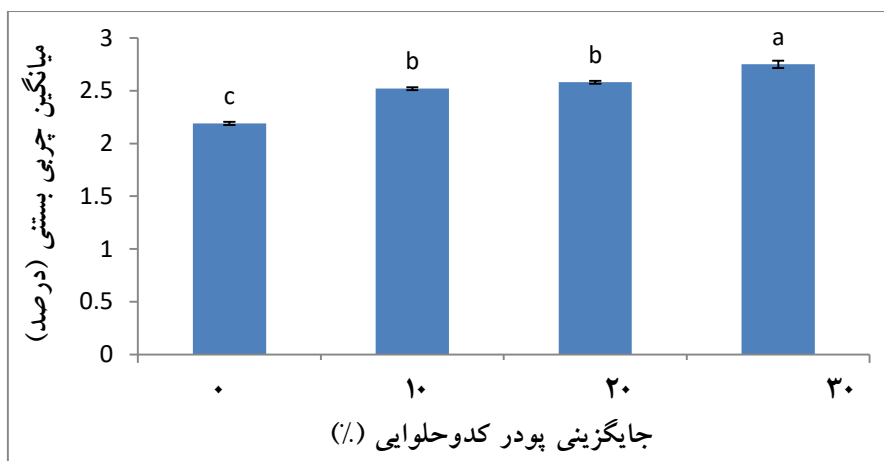 میانگین چربی بستنی (درصد)
3
2.5
2
1.5
1
0.5
0
c
b
b
a
۰
۱۰
۲۰
۳۰
جایگزینی پودر کدوحلوایی (٪)